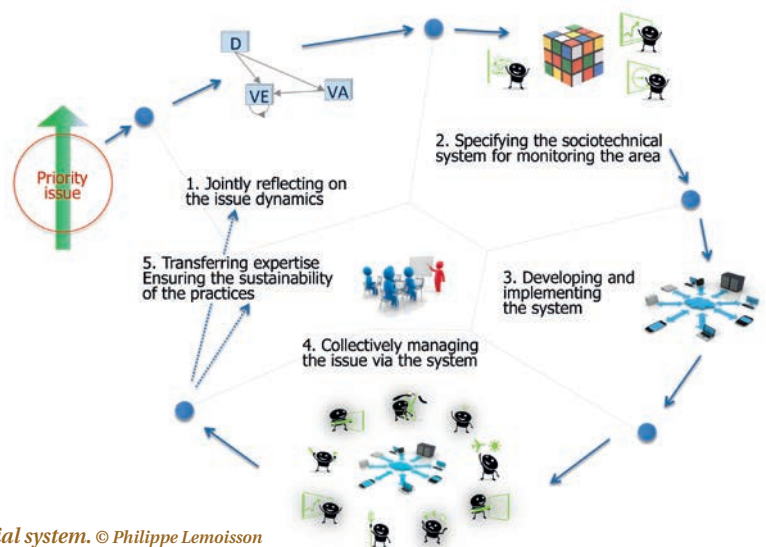 D
VE
VA
Priority
issue
1. Jointly reflecting on
the issue dynamics
2. Specifying the sociotechnical
system for monitoring the area
3. Developing and
implementing
the system
4. Collectively managing
the issue via the system
5. Transferring expertise
Ensuring the sustainability
of the practices
ial system. © Philippe Lemoisson